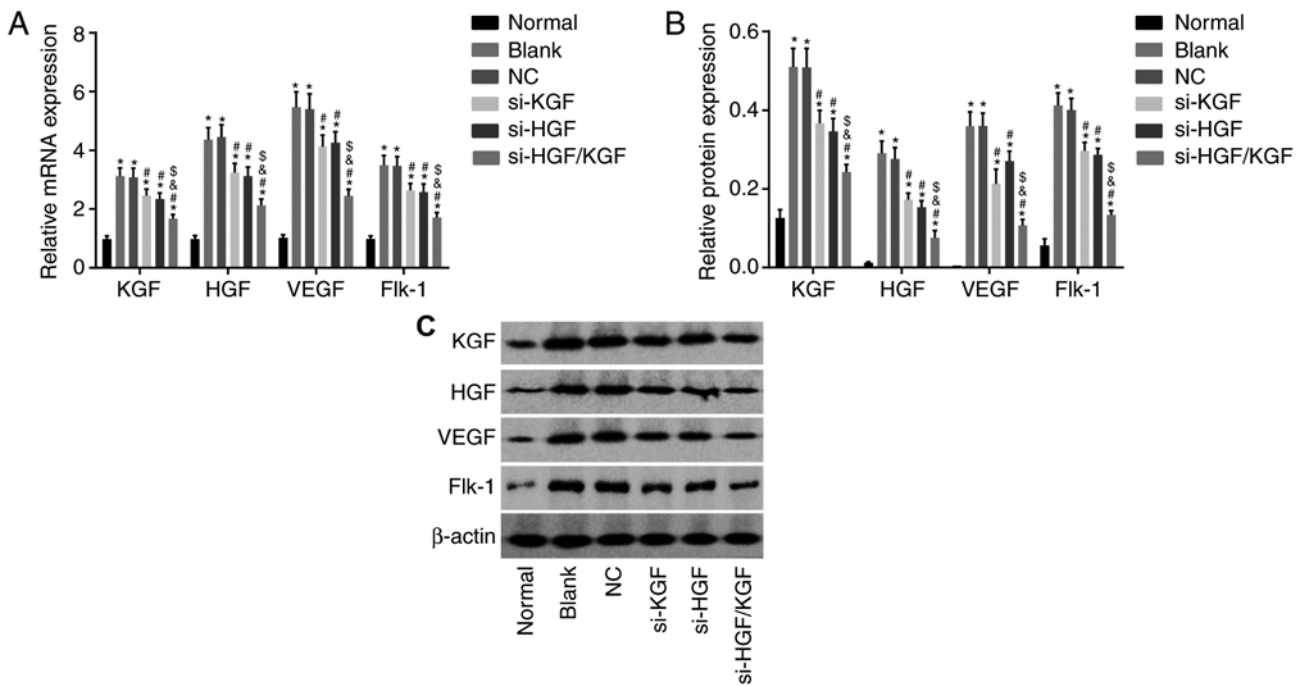 A
Relative mRNA expression
8
6
4
2
0
* * # * # * $ & # *
* * # * # * $ & # *
* * # * # * $ & # *
* * # * # * $ & # *
KGF HGF VEGF Flk-1
Normal
Blank
NC
si-KGF
si-HGF
si-HGF/KGF
B
Relative protein expression
0.6
0.4
0.2
0.0
* * # * # * $ & # *
* * # * # * $ & # *
* * # * # * $ & # *
* * # * # * $ & # *
KGF HGF VEGF Flk-1
Normal
Blank
NC
si-KGF
si-HGF
si-HGF/KGF
C
KGF
HGF
VEGF
Flk-1
β-actin
Normal
Blank
NC
si-KGF
si-HGF
si-HGF/KGF